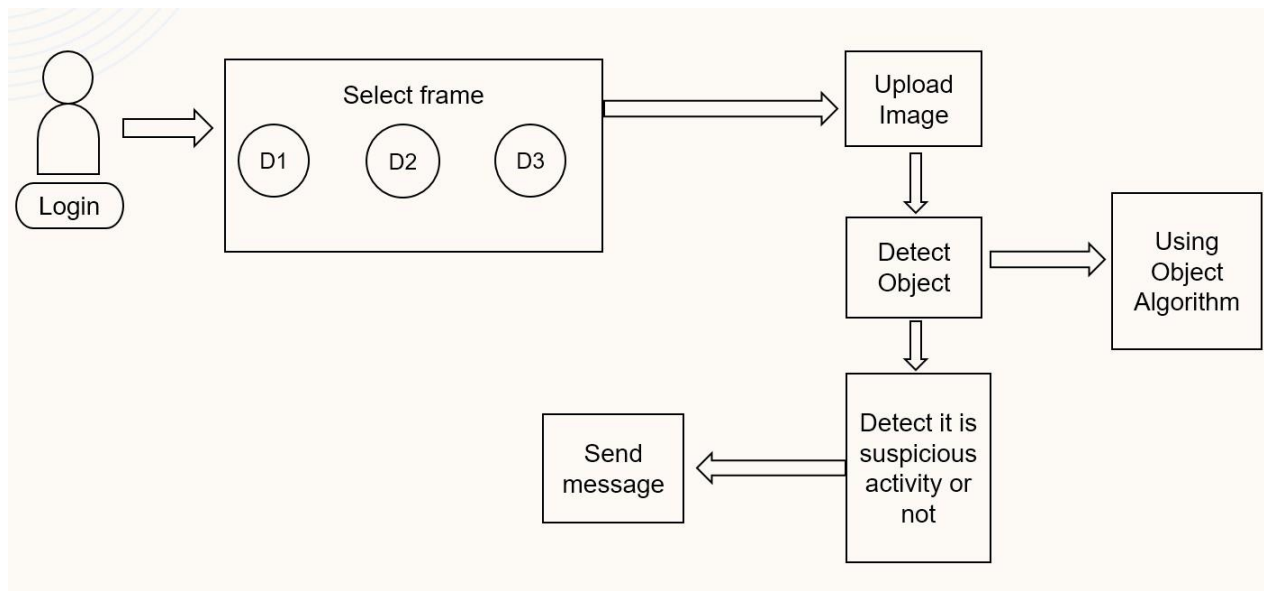 Login
Select frame
D1
D2
D3
Upload
Image
Detect
Object
Using
Object
Algorithm
Detect it is
suspicious
activity or
not
Send
message